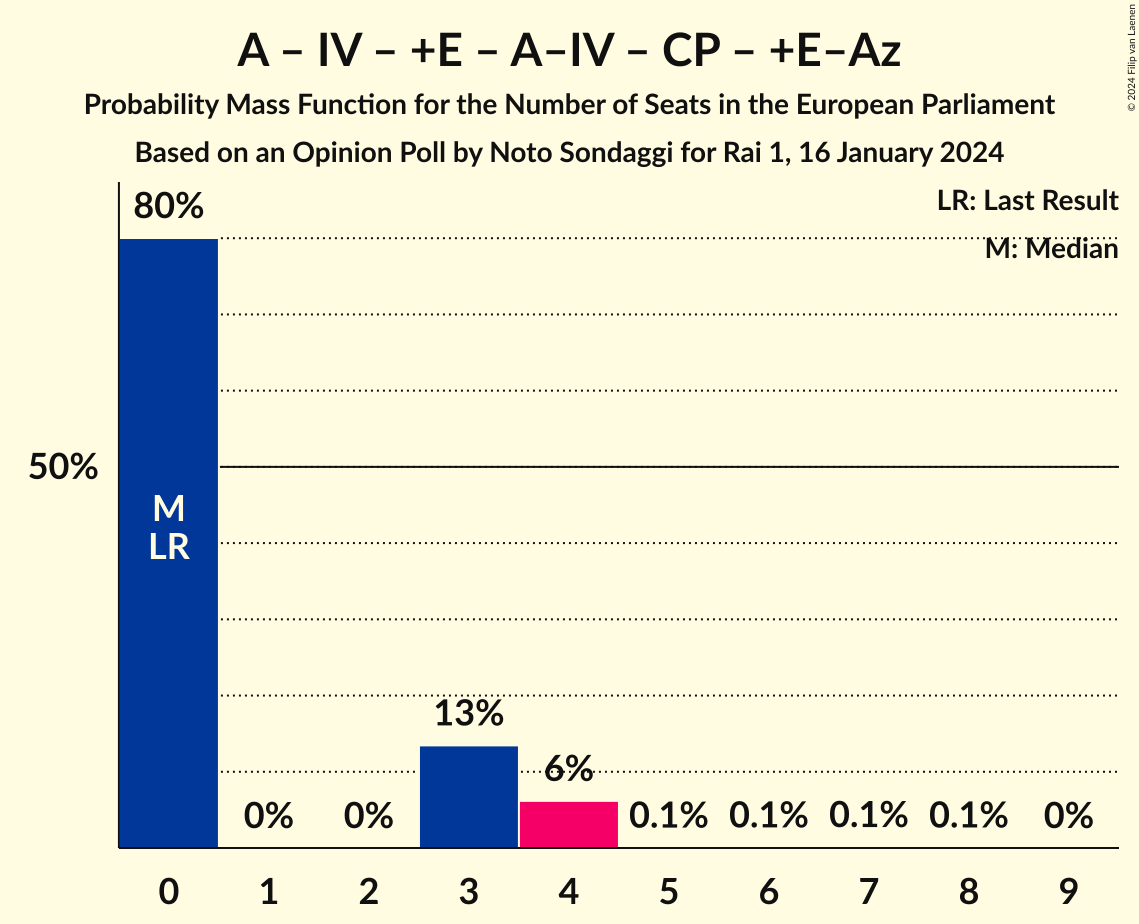 A – IV – +E – A–IV – CP – +E–Az
Probability Mass Function for the Number of Seats in the European Parliament
Based on an Opinion Poll by Noto Sondaggi for Rai 1, 16 January 2024
© 2024 Filip van Laenen
LR: Last Result
M: Median
80%
50%
M
LR
13%
6%
0% 0% 0.1% 0.1% 0.1% 0.1% 0%
0 1 2 3 4 5 6 7 8 9